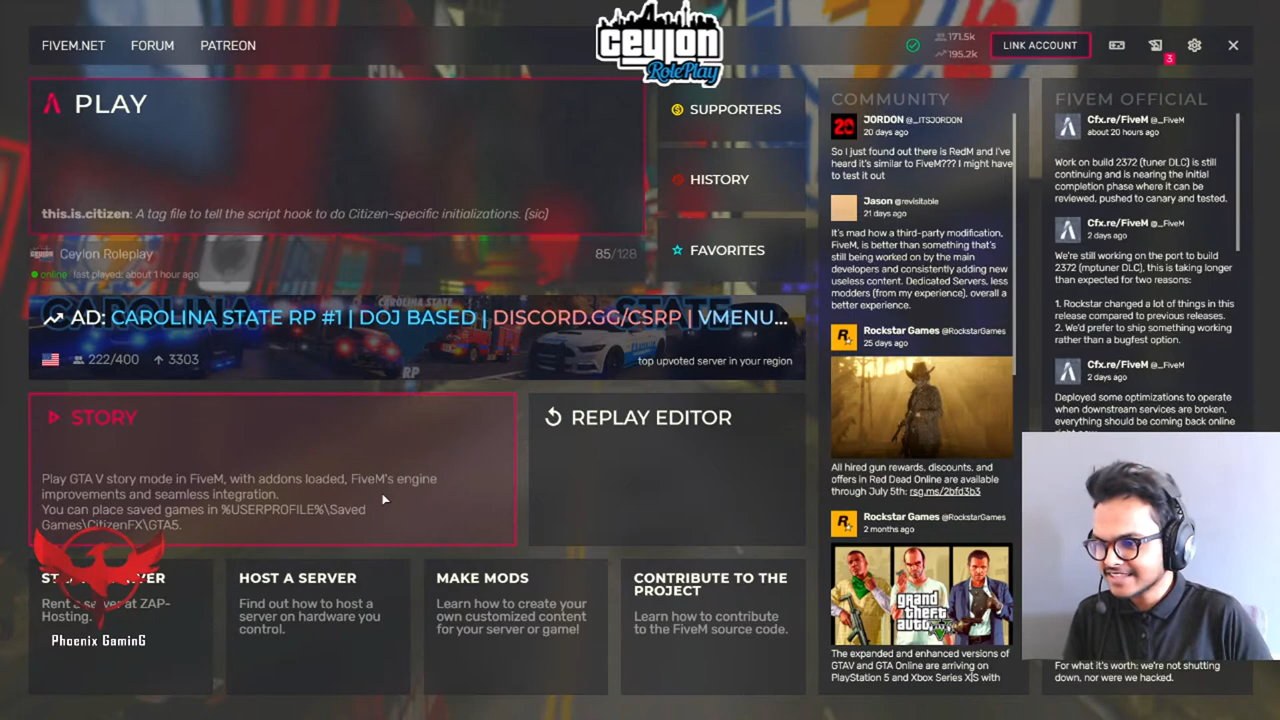 FIVEM.NET
FORUM
PATREON
ceylon
RolePlay
171.5k
195.2k
LINK ACCOUNT
3
PLAY
this.is.citizen: A tag file to tell the script hook to do Citizen-specific initializations. (sic)
Ceylon Roleplay
85/128
online last played: about 1 hour ago
SUPPORTERS
HISTORY
FAVORITES
AD: CAROLINA STATE RP #1 | DOJ BASED | DISCORD.GG/CSRP | VMENU...
222/400
3303
top upvoted server in your region
STORY
Play GTA V story mode in FiveM, with addons loaded, FiveM's engine
improvements and seamless integration.
You can place saved games in %USERPROFILE%\Saved
Games\CitizenFX\GTA5.
REPLAY EDITOR
Rent a server at ZAP-
Hosting.
Phoenix GaminG
HOST A SERVER
Find out how to host a
server on hardware you
control.
MAKE MODS
Learn how to create your
own customized content
for your server or game!
CONTRIBUTE TO THE
PROJECT
Learn how to contribute
to the FiveM source code.
COMMUNITY
20
JORDON @_ITSJORDON
20 days ago
So I just found out there is RedM and I've
heard it's similar to FiveM??? I might have
to test it out
Jason @revisitable
21 days ago
It's mad how a third-party modification,
FiveM, is better than something that's
still being worked on by the main
developers and consistently adding new
useless content. Dedicated Servers, less
modders (from my experience), overall a
better experience.
Rockstar Games @RockstarGames
25 days ago
All hired gun rewards, discounts, and
offers in Red Dead Online are available
through July 5th: rsg.ms/2bfd3b3
Rockstar Games @RockstarGames
2 months ago
grand
theft
auto
The expanded and enhanced versions of
GTAV and GTA Online are arriving on
PlayStation 5 and Xbox Series X|S with
FIVEM OFFICIAL
Cfx.re/FiveM @_FiveM
about 20 hours ago
Work on build 2372 (tuner DLC) is still
continuing and is nearing the initial
completion phase where it can be
reviewed, pushed to canary and tested.
Cfx.re/FiveM @_FiveM
2 days ago
We're still working on the port to build
2372 (mptuner DLC), this is taking longer
than expected for two reasons:
1. Rockstar changed a lot of things in this
release compared to previous releases.
2. We'd prefer to ship something working
rather than a bugfest option.
Cfx.re/FiveM @_FiveM
2 days ago
Deployed some optimizations to operate
when downstream services are broken,
everything should be coming back online
For what it's worth: we're not shutting
down, nor were we hacked.